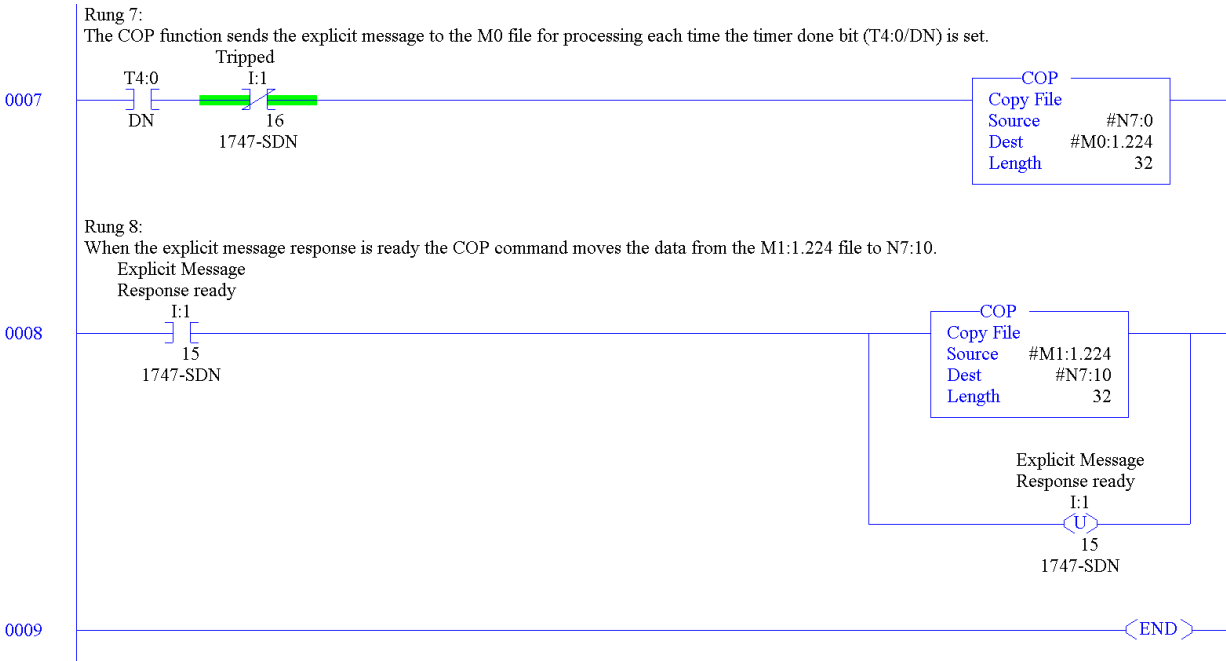 Rung 7:
The COP function sends the explicit message to the M0 file for processing each time the timer done bit (T4:0/DN) is set.
Tripped
T4:0 I:1 COP
0007 Copy File
DN 16 Source #N7:0
1747-SDN Dest #M0:1.224
Length 32
Rung 8:
When the explicit message response is ready the COP command moves the data from the M1:1.224 file to N7:10.
Explicit Message
Response ready
I:1 COP
0008 Copy File
15 Source #M1:1.224
1747-SDN Dest #N7:10
Length 32
Explicit Message
Response ready
I:1
U
15
1747-SDN
0009 END